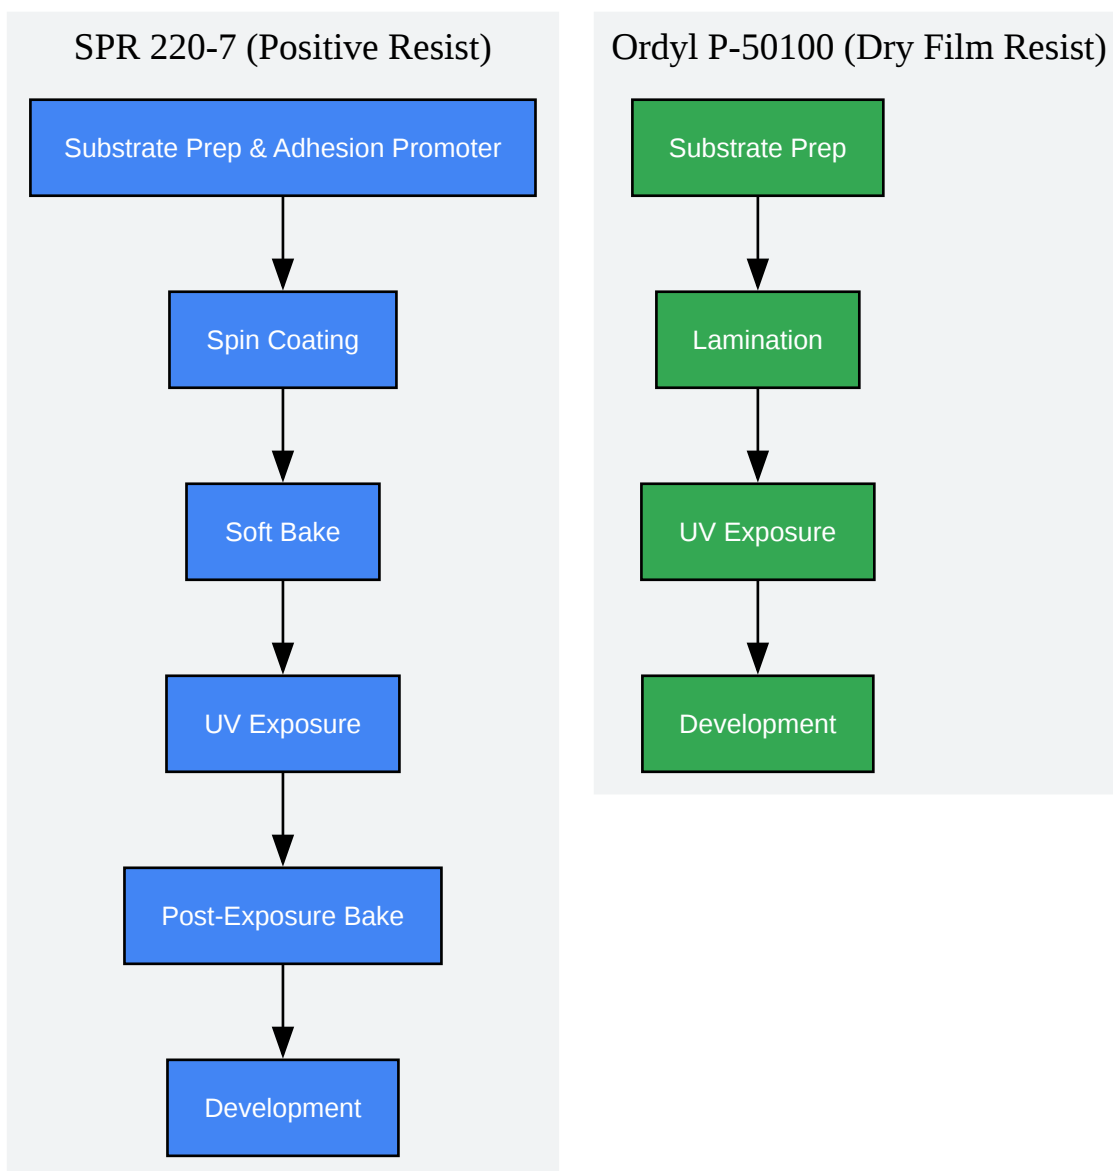 SPR 220-7 (Positive Resist)
Substrate Prep & Adhesion Promoter
Spin Coating
Soft Bake
UV Exposure
Post-Exposure Bake
Development
Ordyl P-50100 (Dry Film Resist)
Substrate Prep
Lamination
UV Exposure
Development